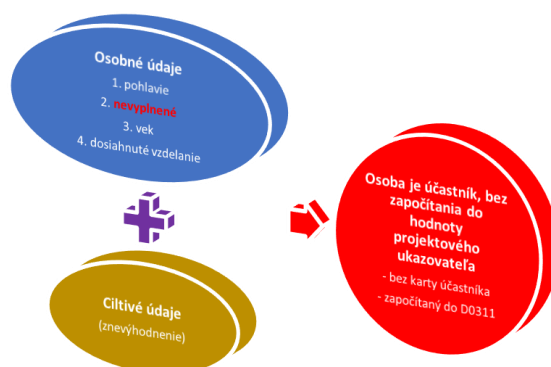 Osobné údaje
1. pohlavie
2. nevyplnené
3. vek
4. dosiahnuté vzdelanie
Ciltivé údaje
(znevýhodnenie)
Osoba je účastník, bez
započítania do
hodnoty
projektového
ukazovateľa
- bez karty účastníka
- započítaný do D0311